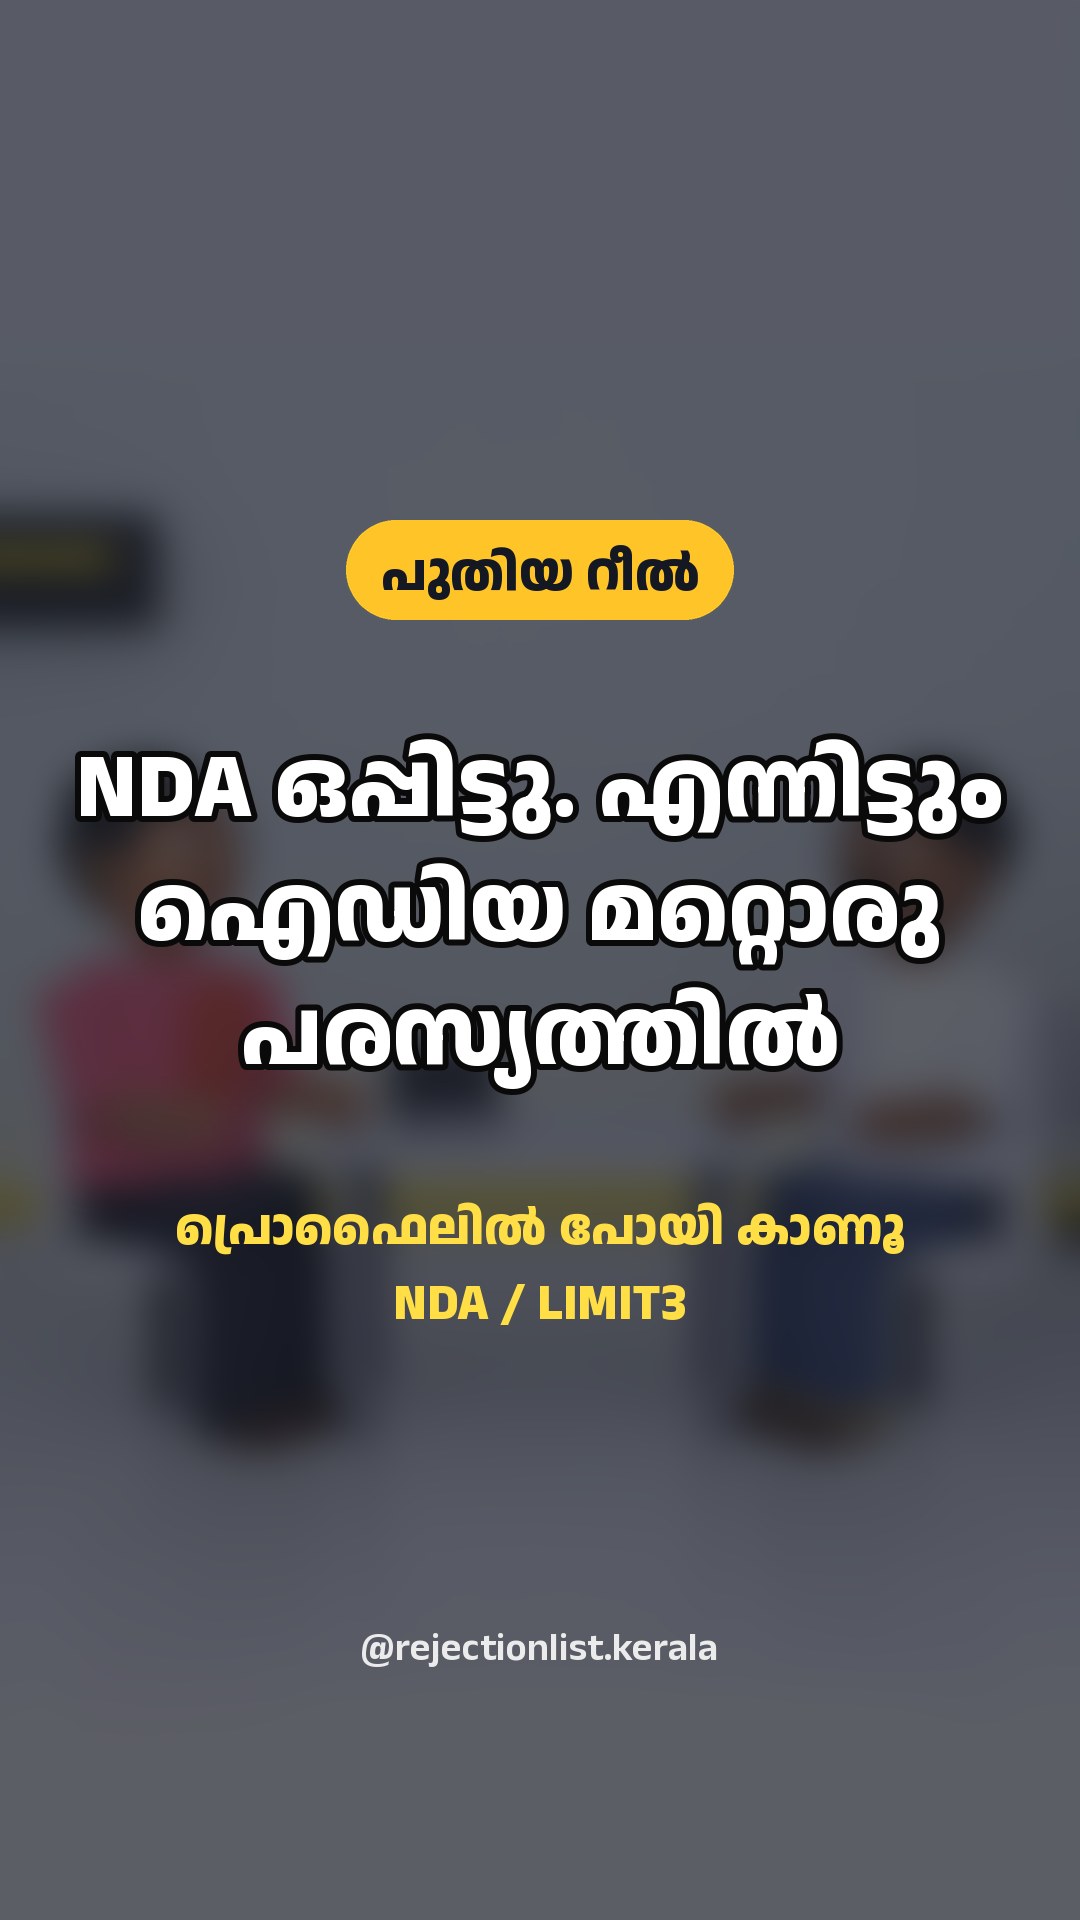 പുതിയ റീൽ
NDA ഒപ്പിട്ടു. എന്നിട്ടും
ഐഡിയ മറ്റൊരു
പരസ്യത്തിൽ
പ്രൊഫൈലിൽ പോയി കാണൂ
NDA / LIMIT3
@rejectionlist.kerala